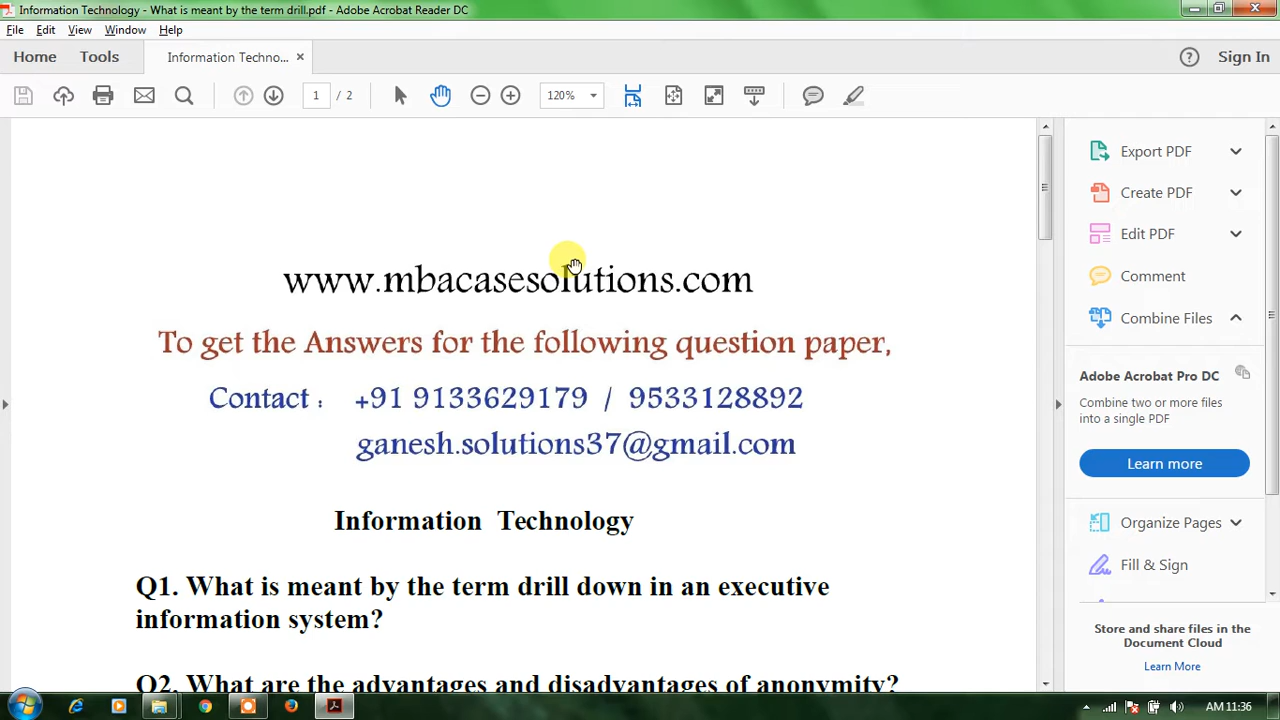 Information Technology - What is meant by the term drill.pdf - Adobe Acrobat Reader DC
File Edit View Window Help
Home Tools Information Techno... × Sign In
1 / 2 120%
Export PDF
Create PDF
Edit PDF
Comment
Combine Files
Adobe Acrobat Pro DC
Combine two or more files
into a single PDF
Learn more
Organize Pages
Fill & Sign
Store and share files in the
Document Cloud
Learn More
www.mbacasesolutions.com
To get the Answers for the following question paper,
Contact : +91 9133629179 / 9533128892
ganesh.solutions37@gmail.com
Information Technology
Q1. What is meant by the term drill down in an executive
information system?
Q2. What are the advantages and disadvantages of anonymity?
AM 11:36